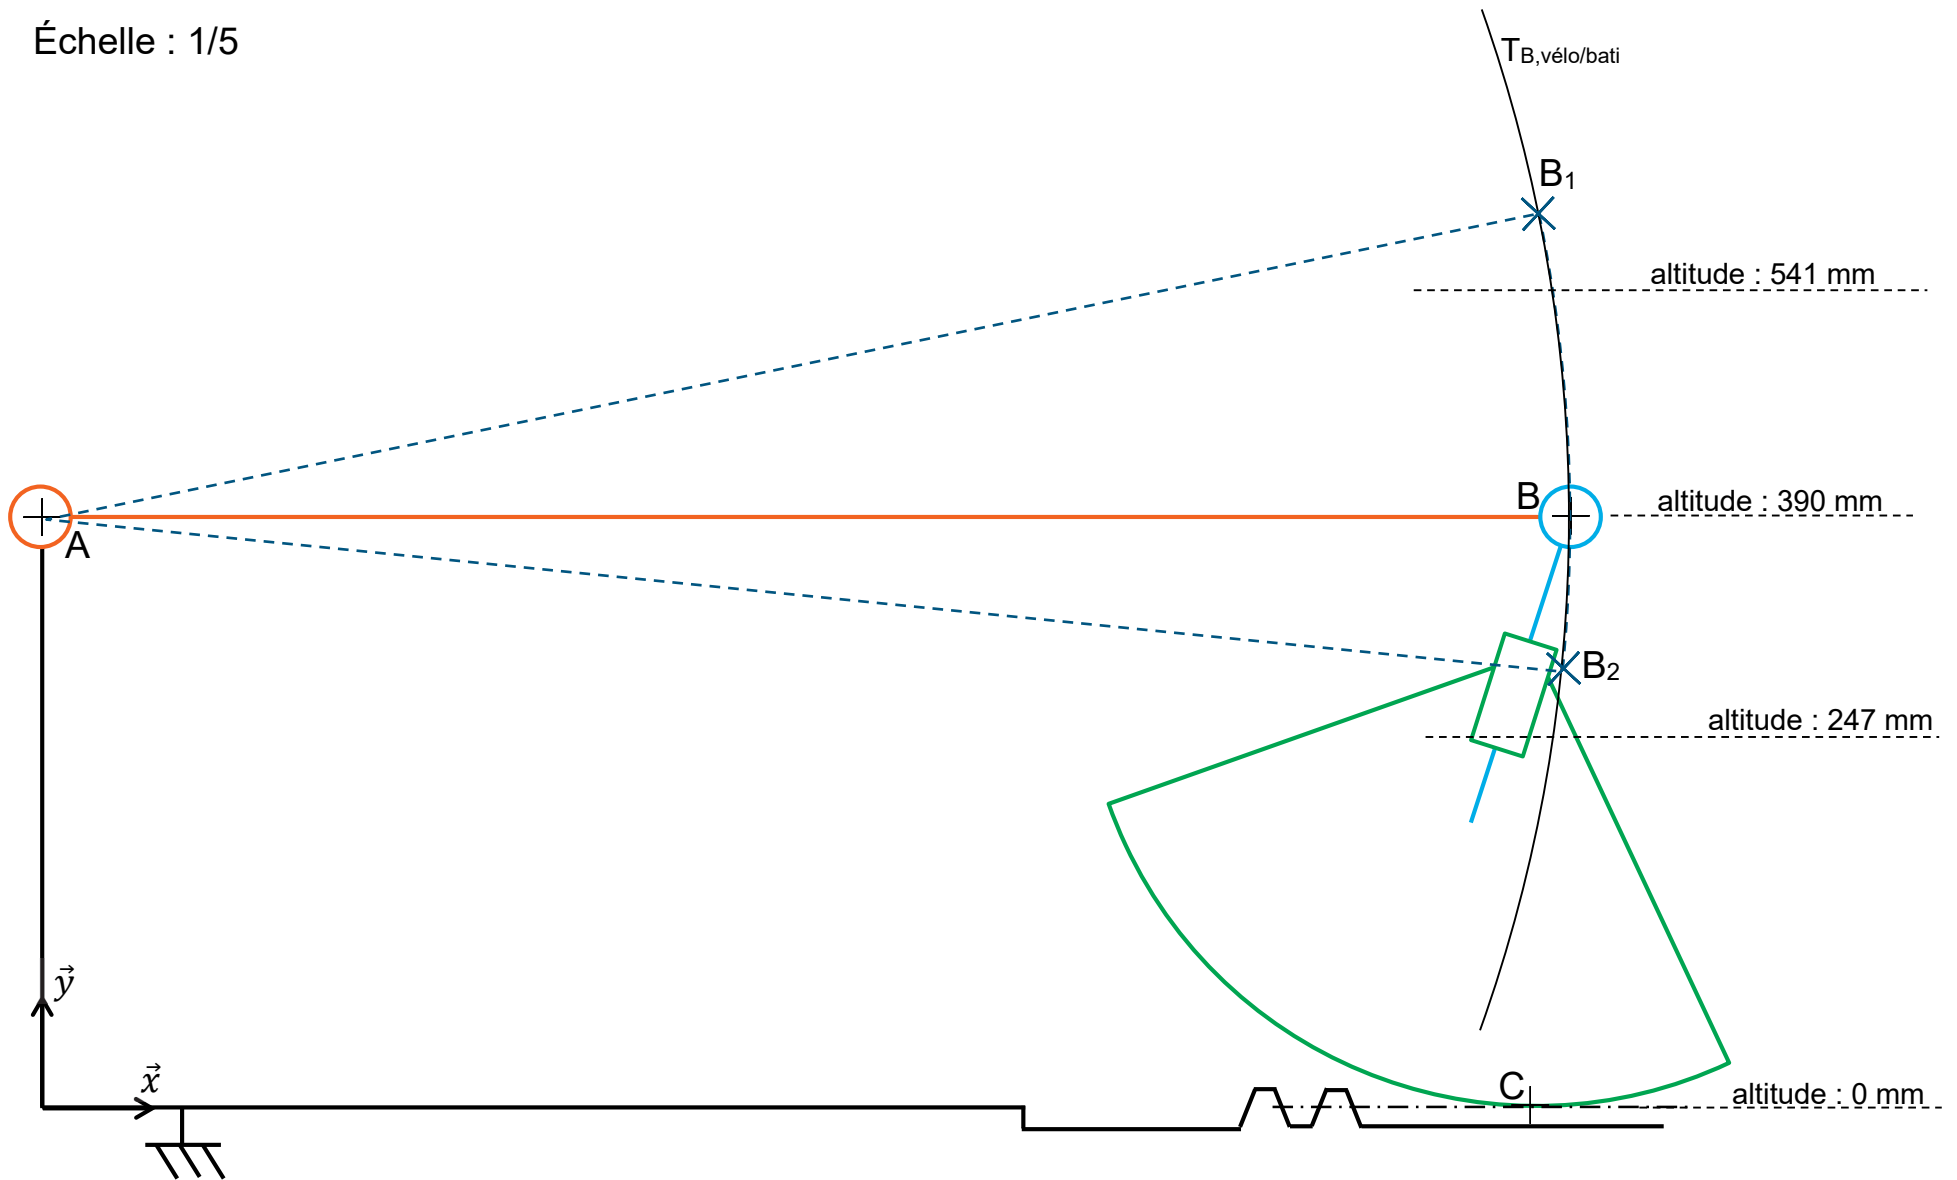 Échelle : 1/5
TB,vélo/bati
B1
altitude : 541 mm
B
altitude : 390 mm
A
B2
altitude : 247 mm
y⃗
x⃗
C
altitude : 0 mm